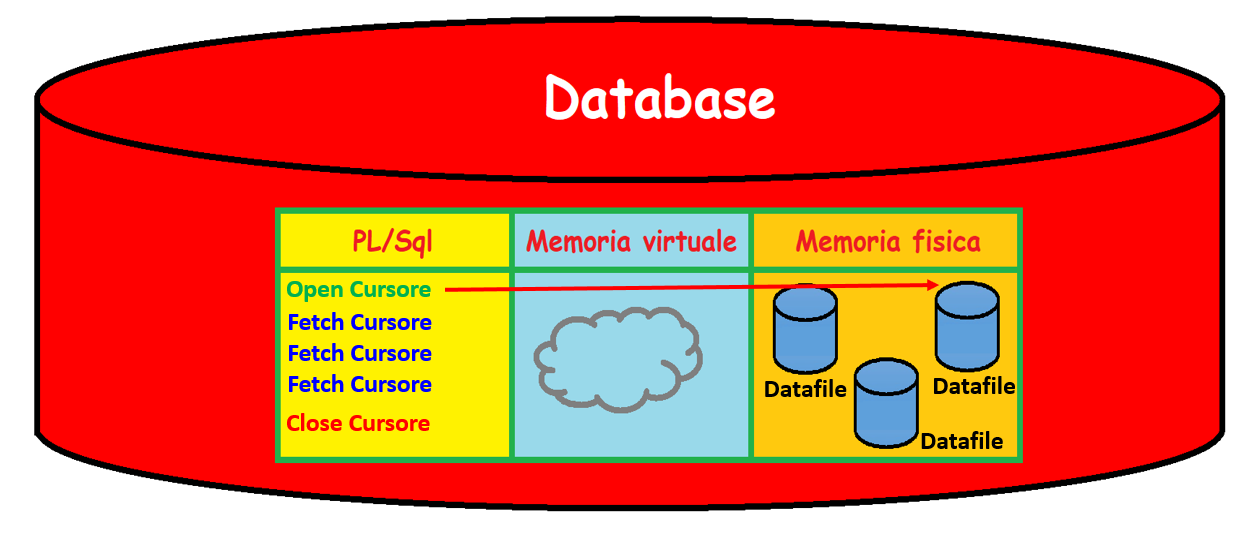 Database
PL/Sql
Memoria virtuale
Memoria fisica
Open Cursore
Fetch Cursore
Fetch Cursore
Fetch Cursore
Close Cursore
Datafile
Datafile
Datafile